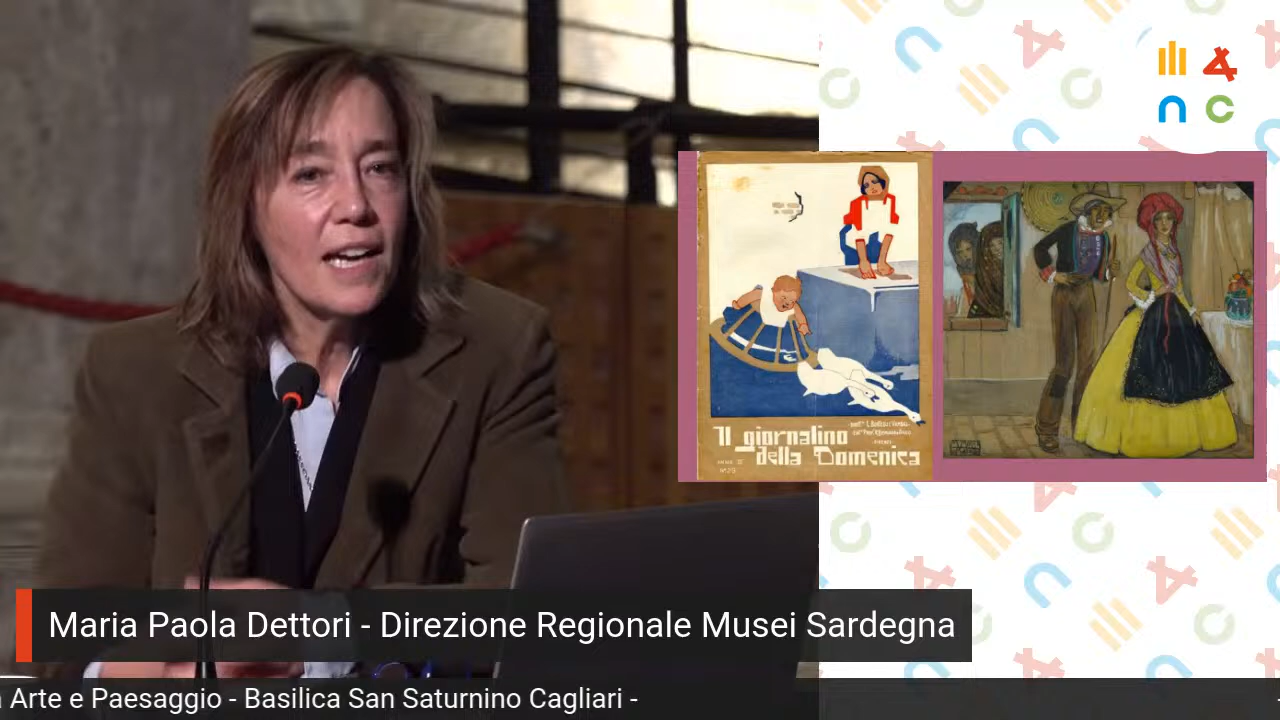 Il giornalino
della Domenica
Maria Paola Dettori - Direzione Regionale Musei Sardegna
Arte e Paesaggio - Basilica San Saturnino Cagliari -